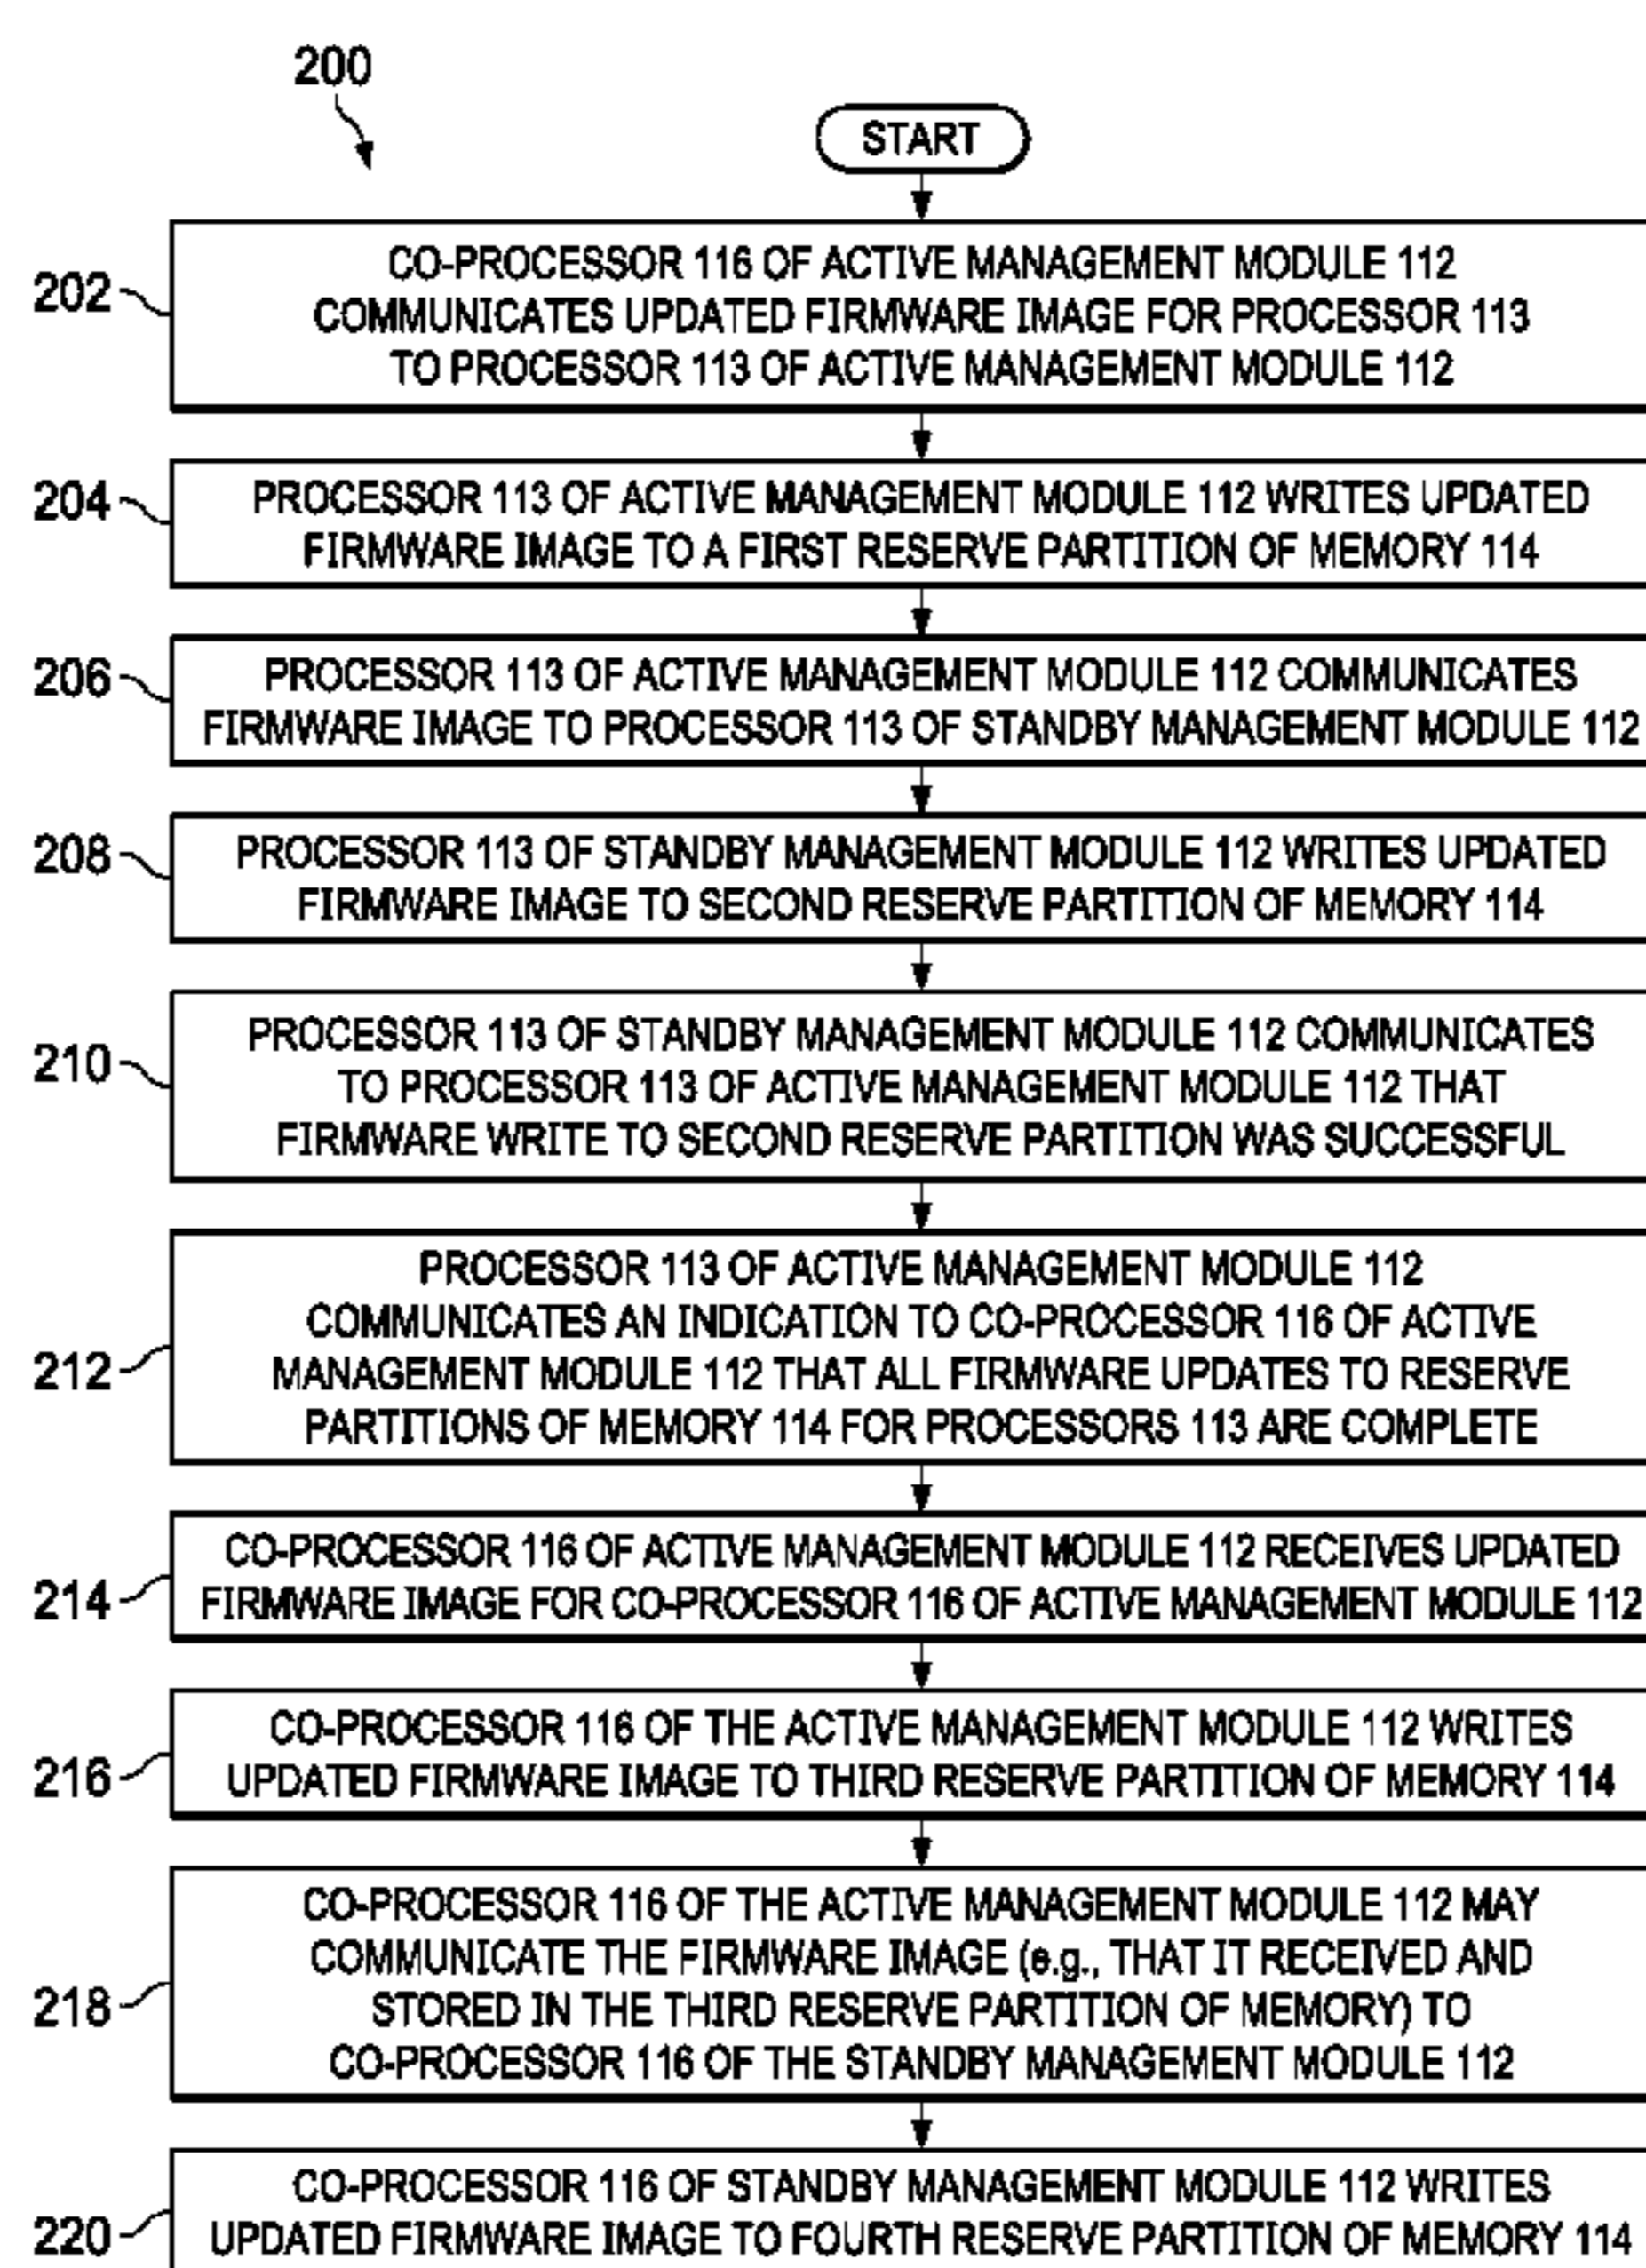 200
START
202
CO-PROCESSOR 116 OF ACTIVE MANAGEMENT MODULE 112
COMMUNICATES UPDATED FIRMWARE IMAGE FOR PROCESSOR 113
TO PROCESSOR 113 OF ACTIVE MANAGEMENT MODULE 112
204
PROCESSOR 113 OF ACTIVE MANAGEMENT MODULE 112 WRITES UPDATED
FIRMWARE IMAGE TO A FIRST RESERVE PARTITION OF MEMORY 114
206
PROCESSOR 113 OF ACTIVE MANAGEMENT MODULE 112 COMMUNICATES
FIRMWARE IMAGE TO PROCESSOR 113 OF STANDBY MANAGEMENT MODULE 112
208
PROCESSOR 113 OF STANDBY MANAGEMENT MODULE 112 WRITES UPDATED
FIRMWARE IMAGE TO SECOND RESERVE PARTITION OF MEMORY 114
210
PROCESSOR 113 OF STANDBY MANAGEMENT MODULE 112 COMMUNICATES
TO PROCESSOR 113 OF ACTIVE MANAGEMENT MODULE 112 THAT
FIRMWARE WRITE TO SECOND RESERVE PARTITION WAS SUCCESSFUL
212
PROCESSOR 113 OF ACTIVE MANAGEMENT MODULE 112
COMMUNICATES AN INDICATION TO CO-PROCESSOR 116 OF ACTIVE
MANAGEMENT MODULE 112 THAT ALL FIRMWARE UPDATES TO RESERVE
PARTITIONS OF MEMORY 114 FOR PROCESSORS 113 ARE COMPLETE
214
CO-PROCESSOR 116 OF ACTIVE MANAGEMENT MODULE 112 RECEIVES UPDATED
FIRMWARE IMAGE FOR CO-PROCESSOR 116 OF ACTIVE MANAGEMENT MODULE 112
216
CO-PROCESSOR 116 OF THE ACTIVE MANAGEMENT MODULE 112 WRITES
UPDATED FIRMWARE IMAGE TO THIRD RESERVE PARTITION OF MEMORY 114
218
CO-PROCESSOR 116 OF THE ACTIVE MANAGEMENT MODULE 112 MAY
COMMUNICATE THE FIRMWARE IMAGE (e.g., THAT IT RECEIVED AND
STORED IN THE THIRD RESERVE PARTITION OF MEMORY) TO
CO-PROCESSOR 116 OF THE STANDBY MANAGEMENT MODULE 112
220
CO-PROCESSOR 116 OF STANDBY MANAGEMENT MODULE 112 WRITES
UPDATED FIRMWARE IMAGE TO FOURTH RESERVE PARTITION OF MEMORY 114